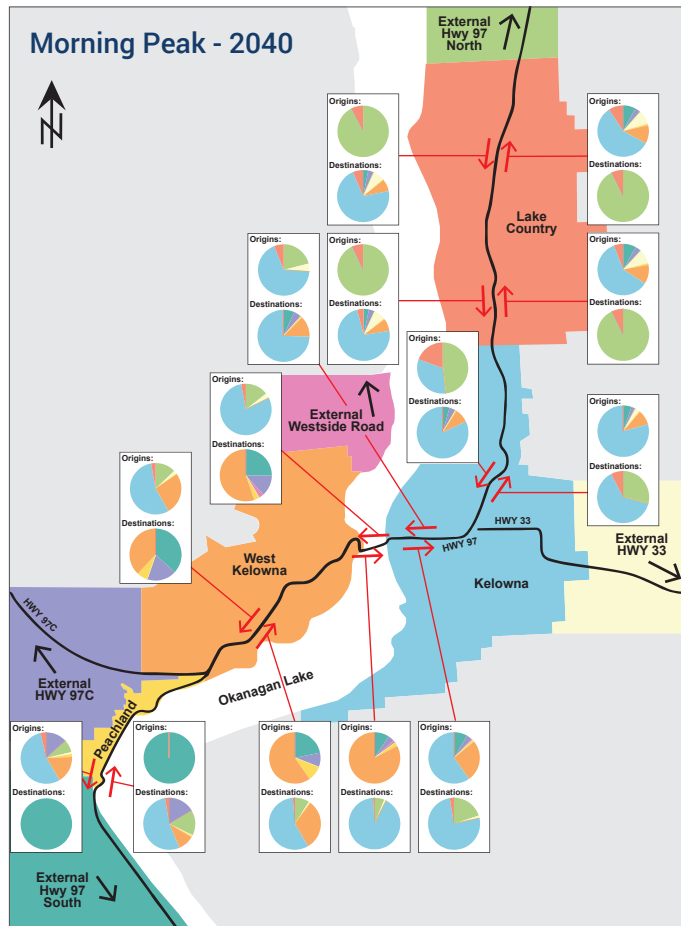 Morning Peak - 2040
External
Hwy 97
North
N
Origins:
Destinations:
Origins:
Destinations:
Lake
Country
Origins:
Destinations:
Origins:
Destinations:
Origins:
Destinations:
Origins:
Destinations:
Origins:
Destinations:
External
Westside Road
Origins:
Destinations:
Origins:
Destinations:
HWY 33
HWY 97
External
HWY 33
West
Kelowna
Kelowna
HWY 97C
External
HWY 97C
Okanagan Lake
Peachland
Origins:
Destinations:
Origins:
Destinations:
Origins:
Destinations:
Origins:
Destinations:
Origins:
Destinations:
External
Hwy 97
South